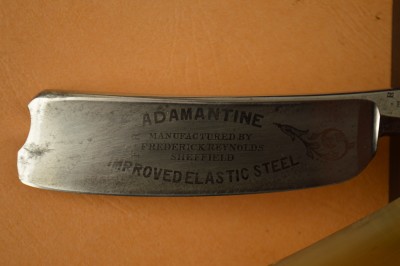 ADAMANTINE
MANUFACTURED BY
FREDERICK REYNOLDS
SHEFFIELD
IMPROVED ELASTIC STEEL